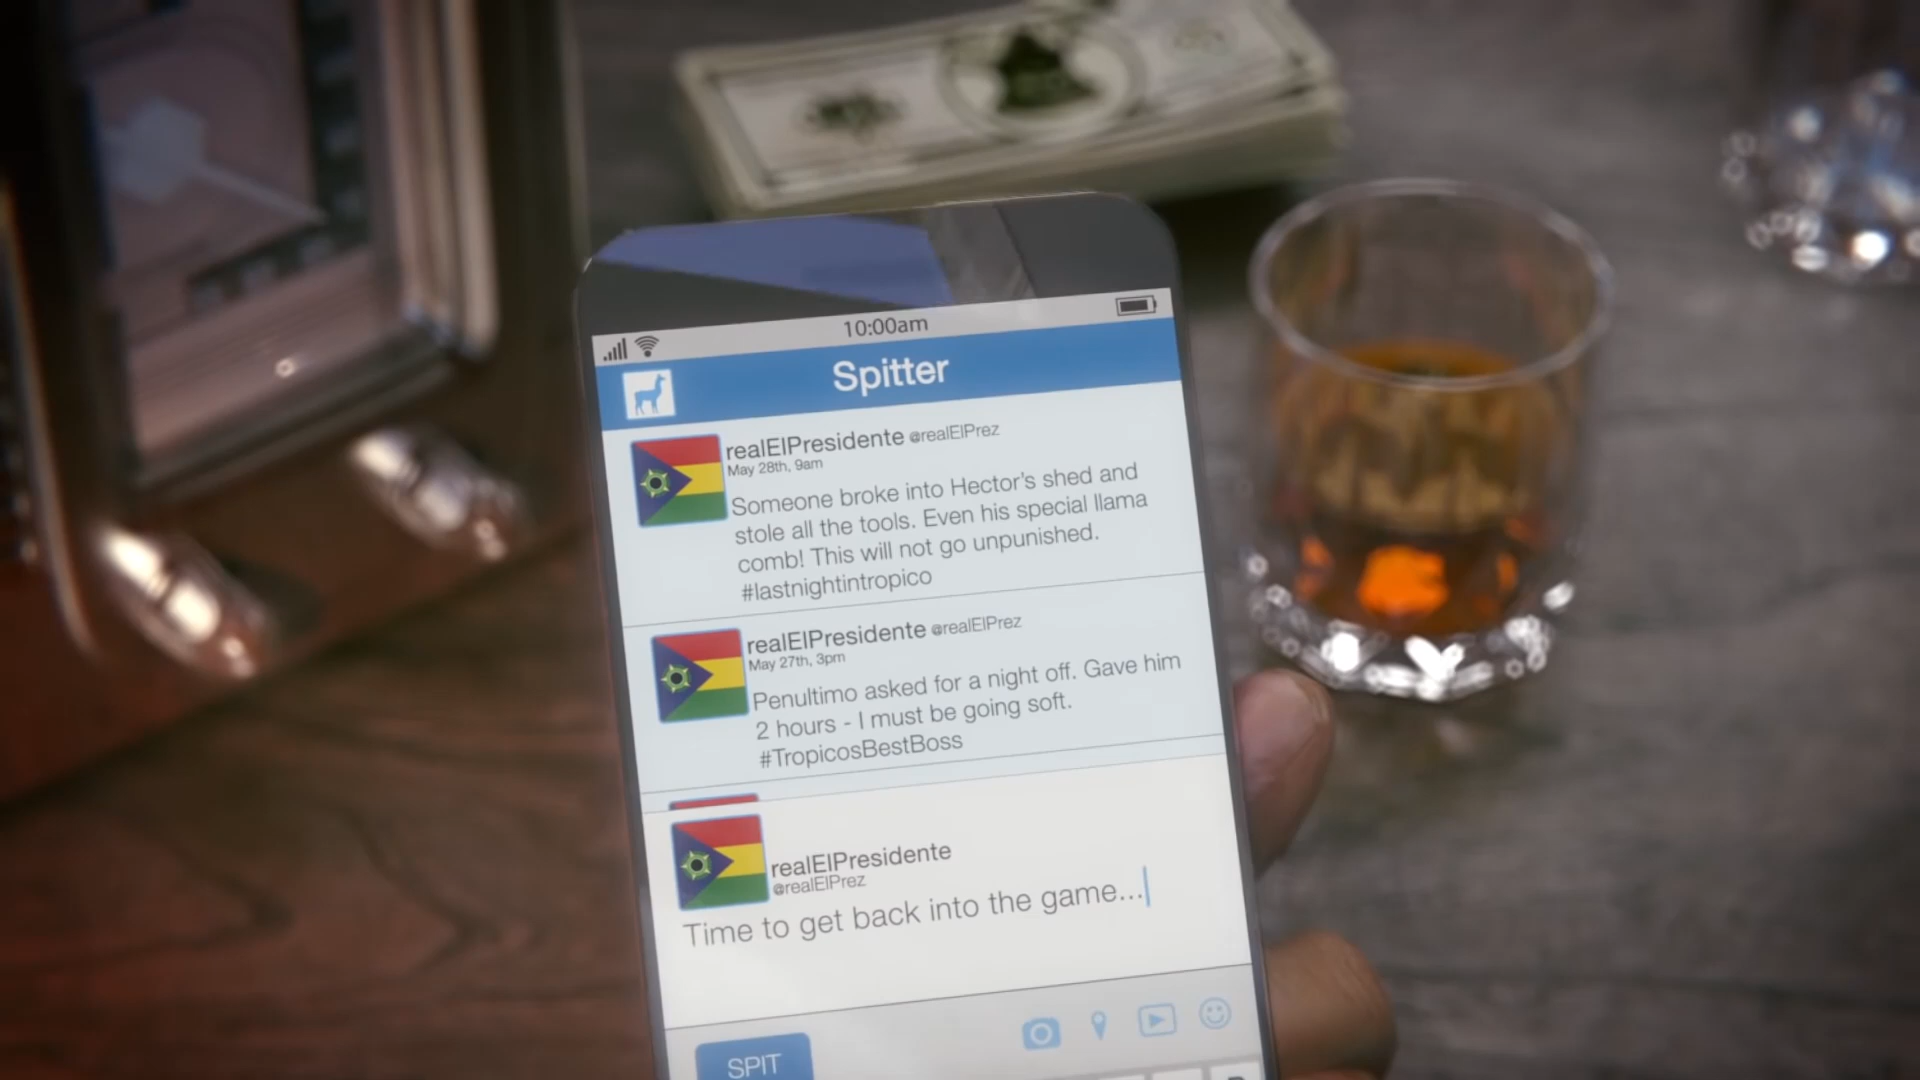 10:00am
Spitter
realElPresidente @realElPrez
May 28th, 9am
Someone broke into Hector's shed and
stole all the tools. Even his special llama
comb! This will not go unpunished.
#lastnightintropico
realElPresidente @realElPrez
May 27th, 3pm
Penultimo asked for a night off. Gave him
2 hours - I must be going soft.
#TropicosBestBoss
realElPresidente
@realElPrez
Time to get back into the game...
SPIT